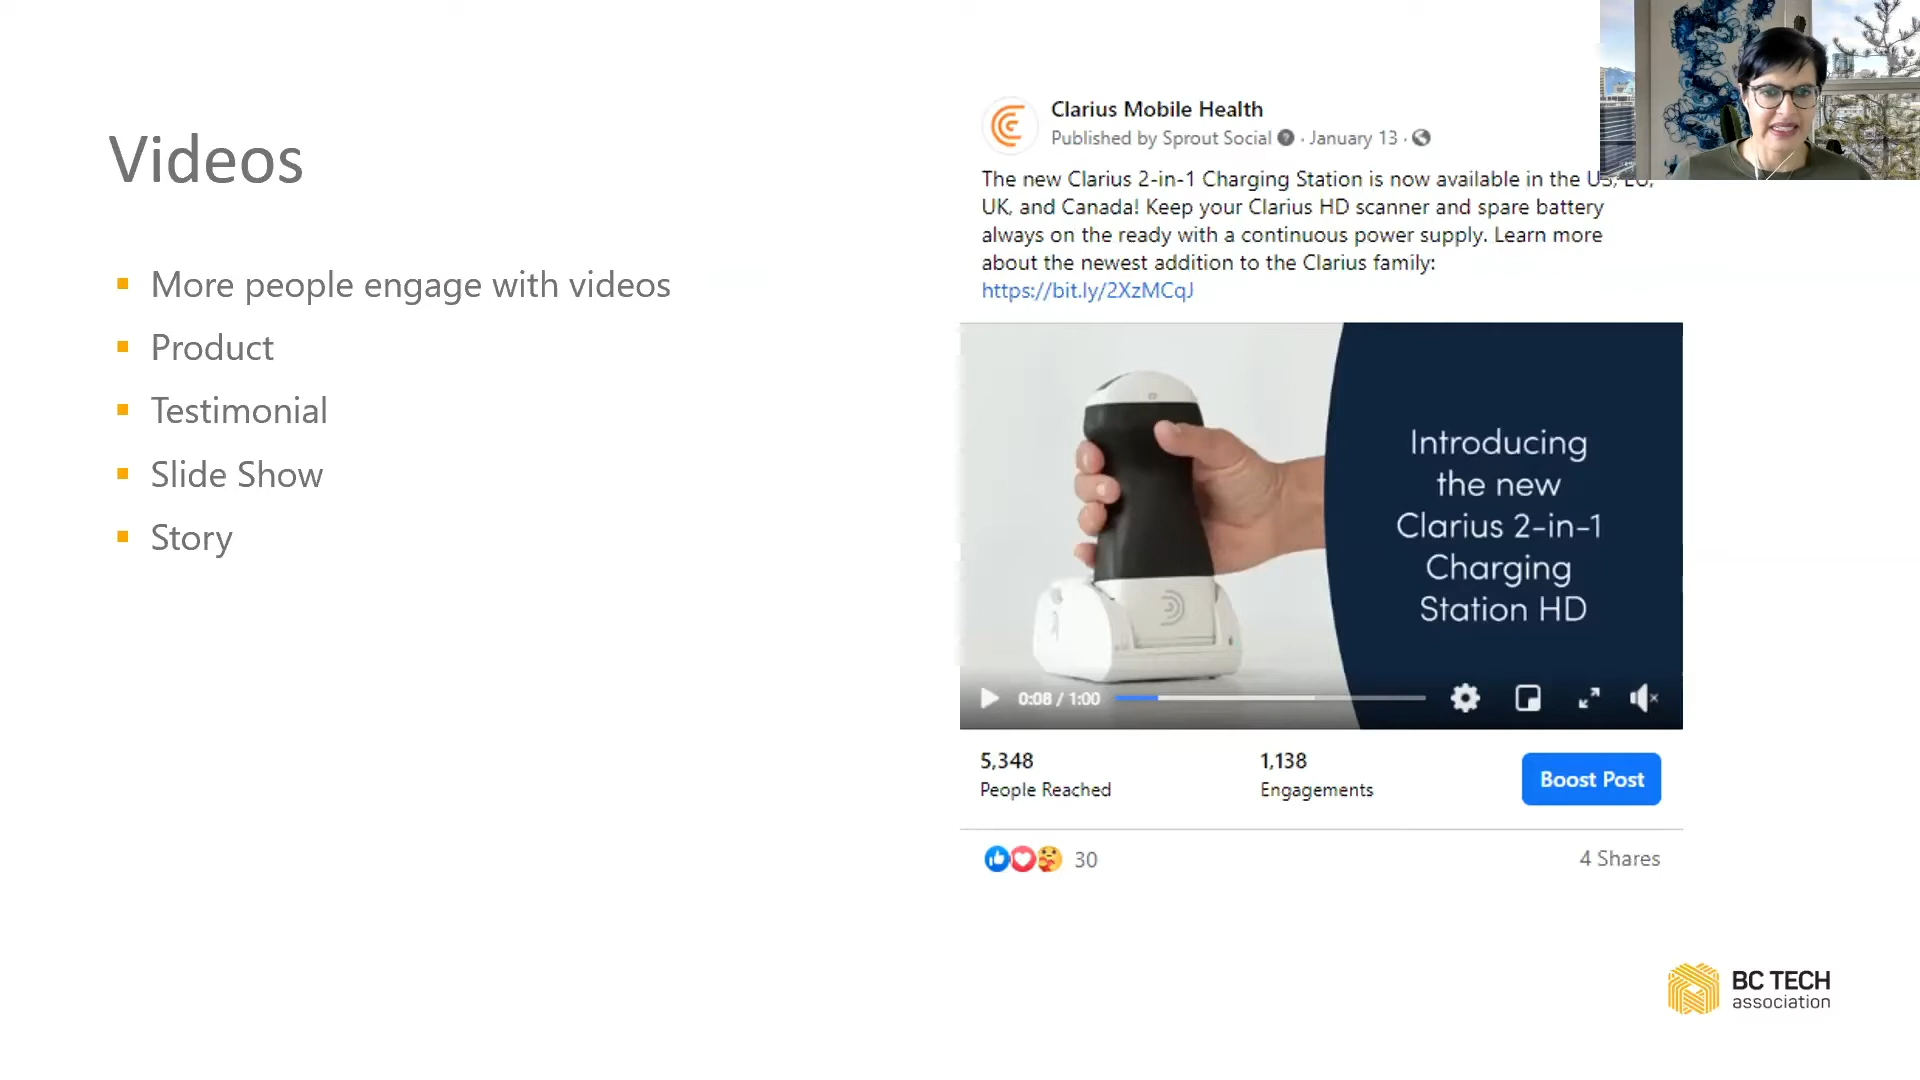 Videos
More people engage with videos
Product
Testimonial
Slide Show
Story
Clarius Mobile Health
Published by Sprout Social · January 13 ·
The new Clarius 2-in-1 Charging Station is now available in the US, EU,
UK, and Canada! Keep your Clarius HD scanner and spare battery
always on the ready with a continuous power supply. Learn more
about the newest addition to the Clarius family:
https://bit.ly/2XzMCqJ
Introducing
the new
Clarius 2-in-1
Charging
Station HD
0:08 / 1:00
5,348
People Reached
1,138
Engagements
Boost Post
30
4 Shares
BC TECH
association